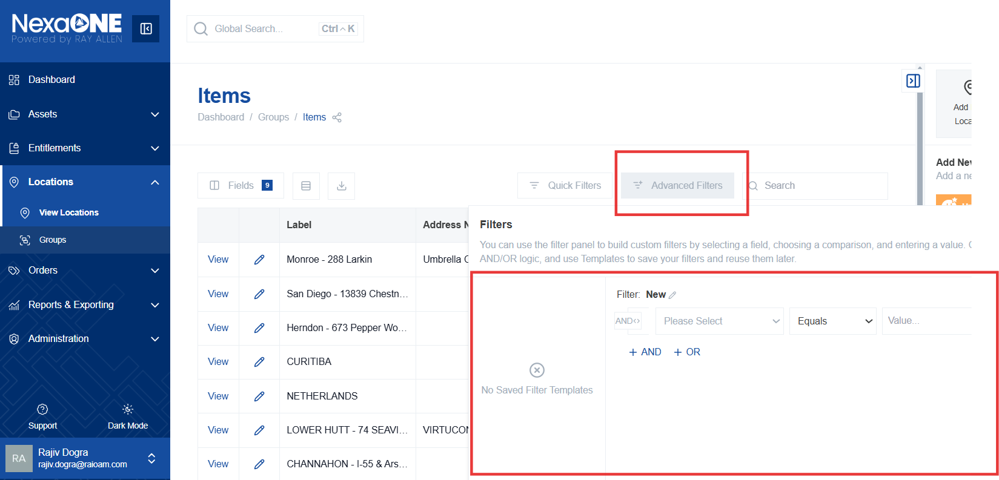 NexaONE
Powered by RAY ALLEN
Global Search...
Ctrl ^ K
Dashboard
Assets
Entitlements
Locations
View Locations
Groups
Orders
Reports & Exporting
Administration
Support
Dark Mode
RA
Rajiv Dogra
rajiv.dogra@raioam.com
Items
Dashboard / Groups / Items
Fields 9
Quick Filters
Advanced Filters
Search
Add
Loca
Add Nev
Add a ne
Label
Address N
View
Monroe - 288 Larkin
Umbrella C
View
San Diego - 13839 Chestn...
View
Herndon - 673 Pepper Wo...
View
CURITIBA
View
NETHERLANDS
View
LOWER HUTT - 74 SEAVI...
VIRTUCON
View
CHANNAHON - I-55 & Ars...
Filters
You can use the filter panel to build custom filters by selecting a field, choosing a comparison, and entering a value.
AND/OR logic, and use Templates to save your filters and reuse them later.
No Saved Filter Templates
Filter: New
AND<>
Please Select
Equals
Value...
+ AND
+ OR